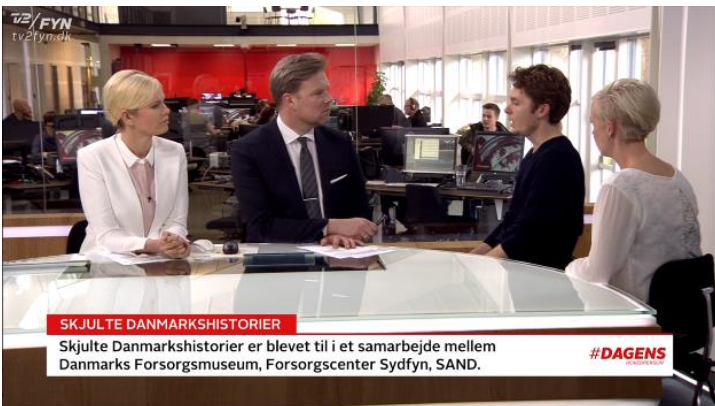 TV2/FYN
tv2fyn.dk
SKJULTE DANMARKSHISTORIER
Skjulte Danmarkshistorier er blevet til i et samarbejde mellem
Danmarks Forsorgsmuseum, Forsorgscenter Sydfyn, SAND.
#DAGENS
HOVEDPERSON